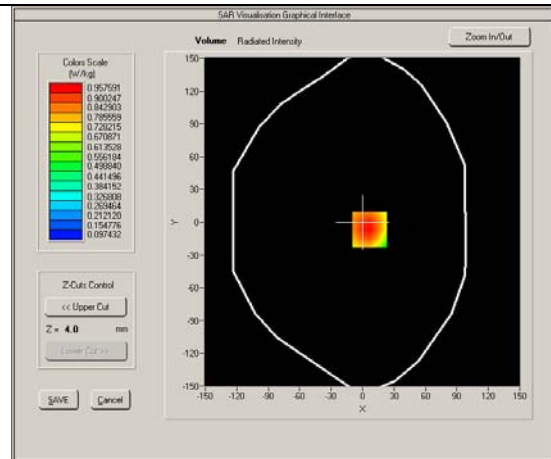 SAR Visualisation Graphical Interface
Volume Radiated Intensity
Zoom In/Out
Colors Scale
(W/kg)
0.957591
0.900247
0.842903
0.785559
0.728215
0.670871
0.613528
0.556184
0.498840
0.441496
0.384152
0.326808
0.269464
0.212120
0.154776
0.097432
150
120
90
60
30
0
-30
-60
-90
-120
-150
Y
-150 -120 -90 -60 -30 0 30 60 90 120 150
X
Z-Cuts Control
<< Upper Cut
Z = 4.0 mm
Lower Cut >>
SAVE Cancel